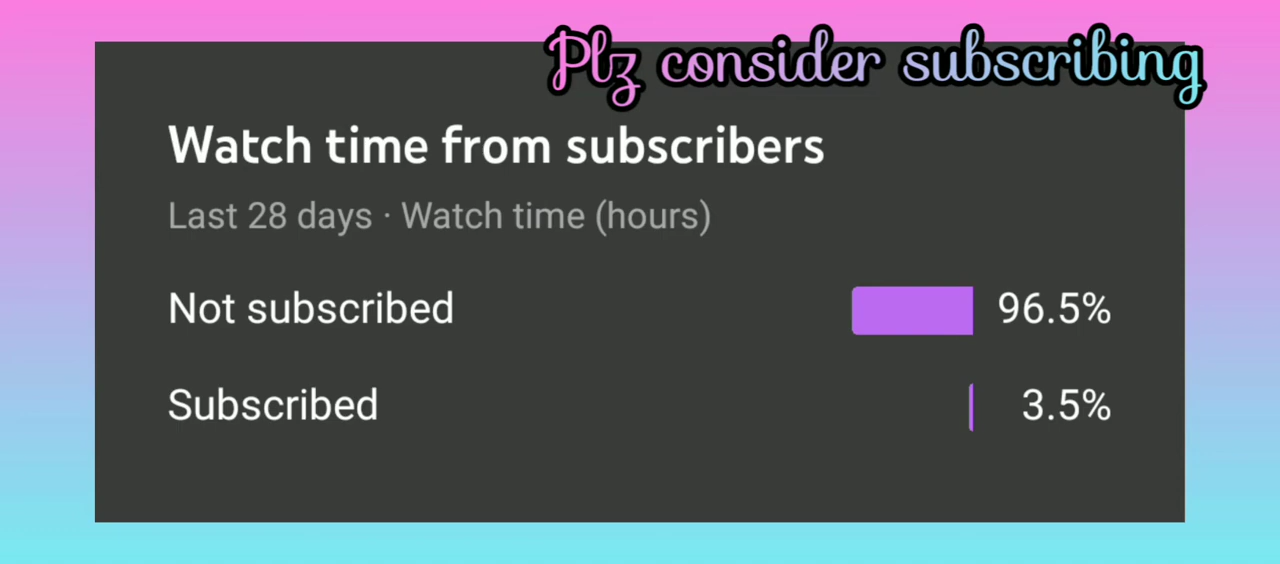 Plz consider subscribing
Watch time from subscribers
Last 28 days · Watch time (hours)
Not subscribed 96.5%
Subscribed 3.5%